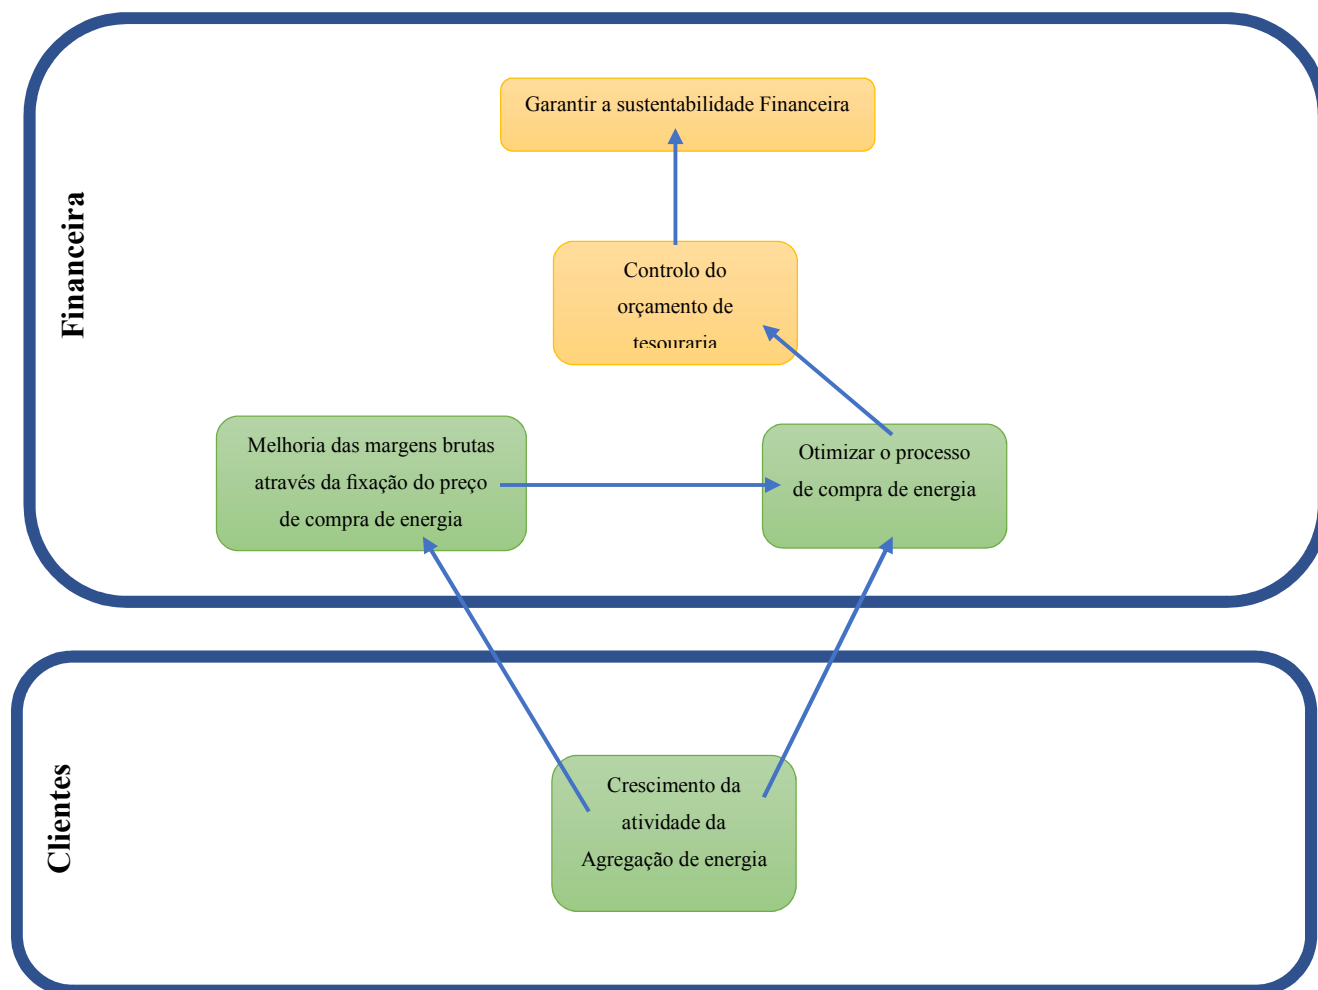 Financeira
Garantir a sustentabilidade Financeira
Controlo do
orçamento de
tesouraria
Melhoria das margens brutas
através da fixação do preço
de compra de energia
Otimizar o processo
de compra de energia
Clientes
Crescimento da
atividade da
Agregação de energia